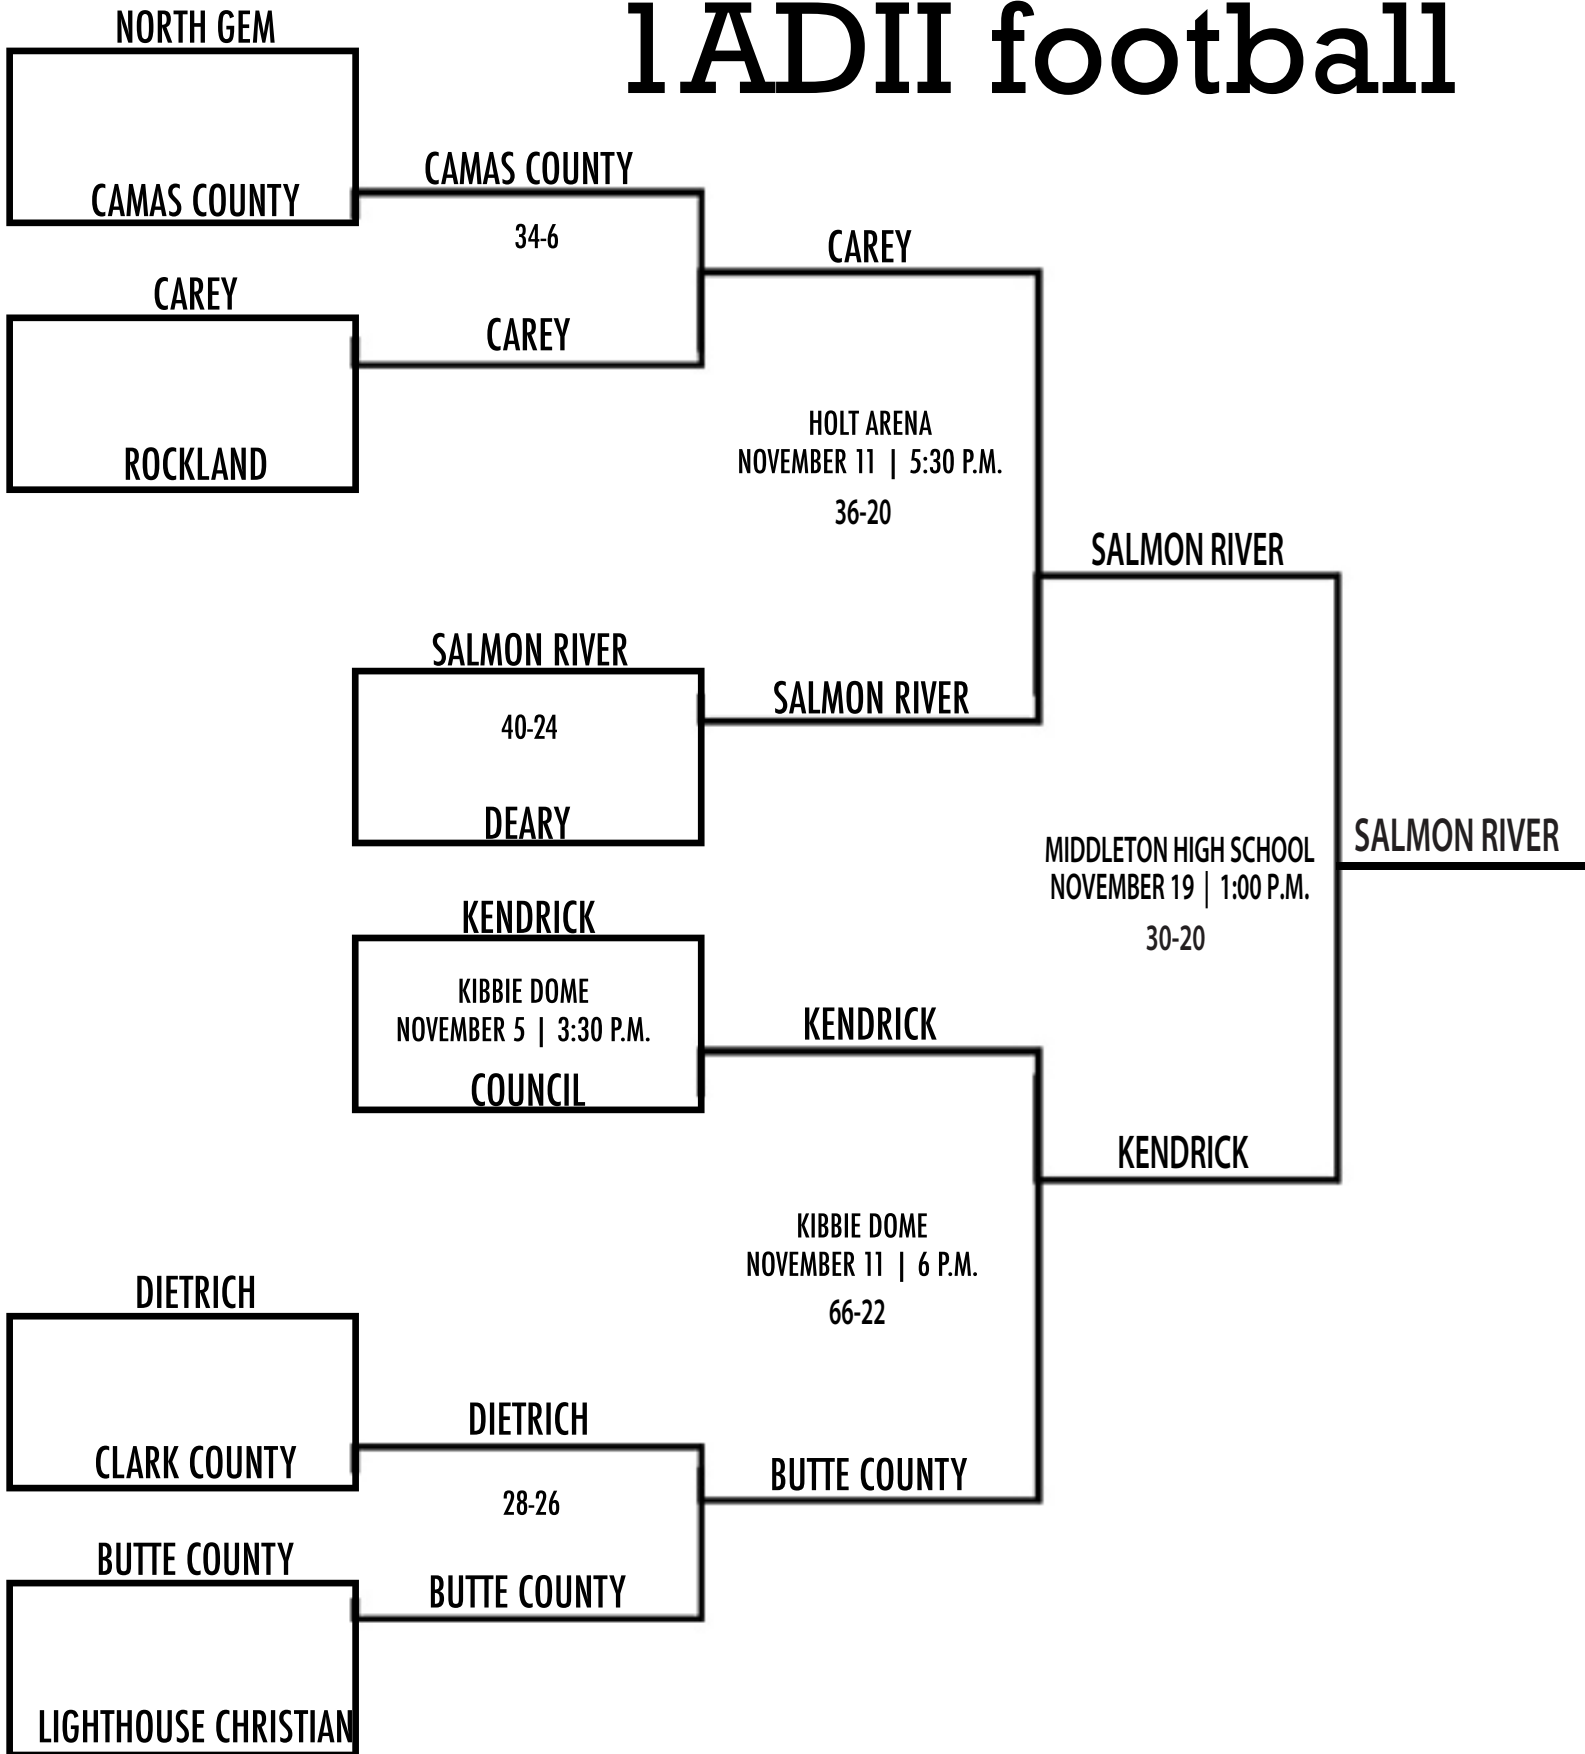 1ADII football
NORTH GEM
CAMAS COUNTY
CAREY
ROCKLAND
CAMAS COUNTY
34-6
CAREY
SALMON RIVER
40-24
DEARY
KENDRICK
KIBBIE DOME
NOVEMBER 5 | 3:30 P.M.
COUNCIL
DIETRICH
CLARK COUNTY
BUTTE COUNTY
LIGHTHOUSE CHRISTIAN
DIETRICH
28-26
BUTTE COUNTY
CAREY
HOLT ARENA
NOVEMBER 11 | 5:30 P.M.
36-20
SALMON RIVER
KENDRICK
KIBBIE DOME
NOVEMBER 11 | 6 P.M.
66-22
BUTTE COUNTY
SALMON RIVER
MIDDLETON HIGH SCHOOL
NOVEMBER 19 | 1:00 P.M.
30-20
KENDRICK
SALMON RIVER